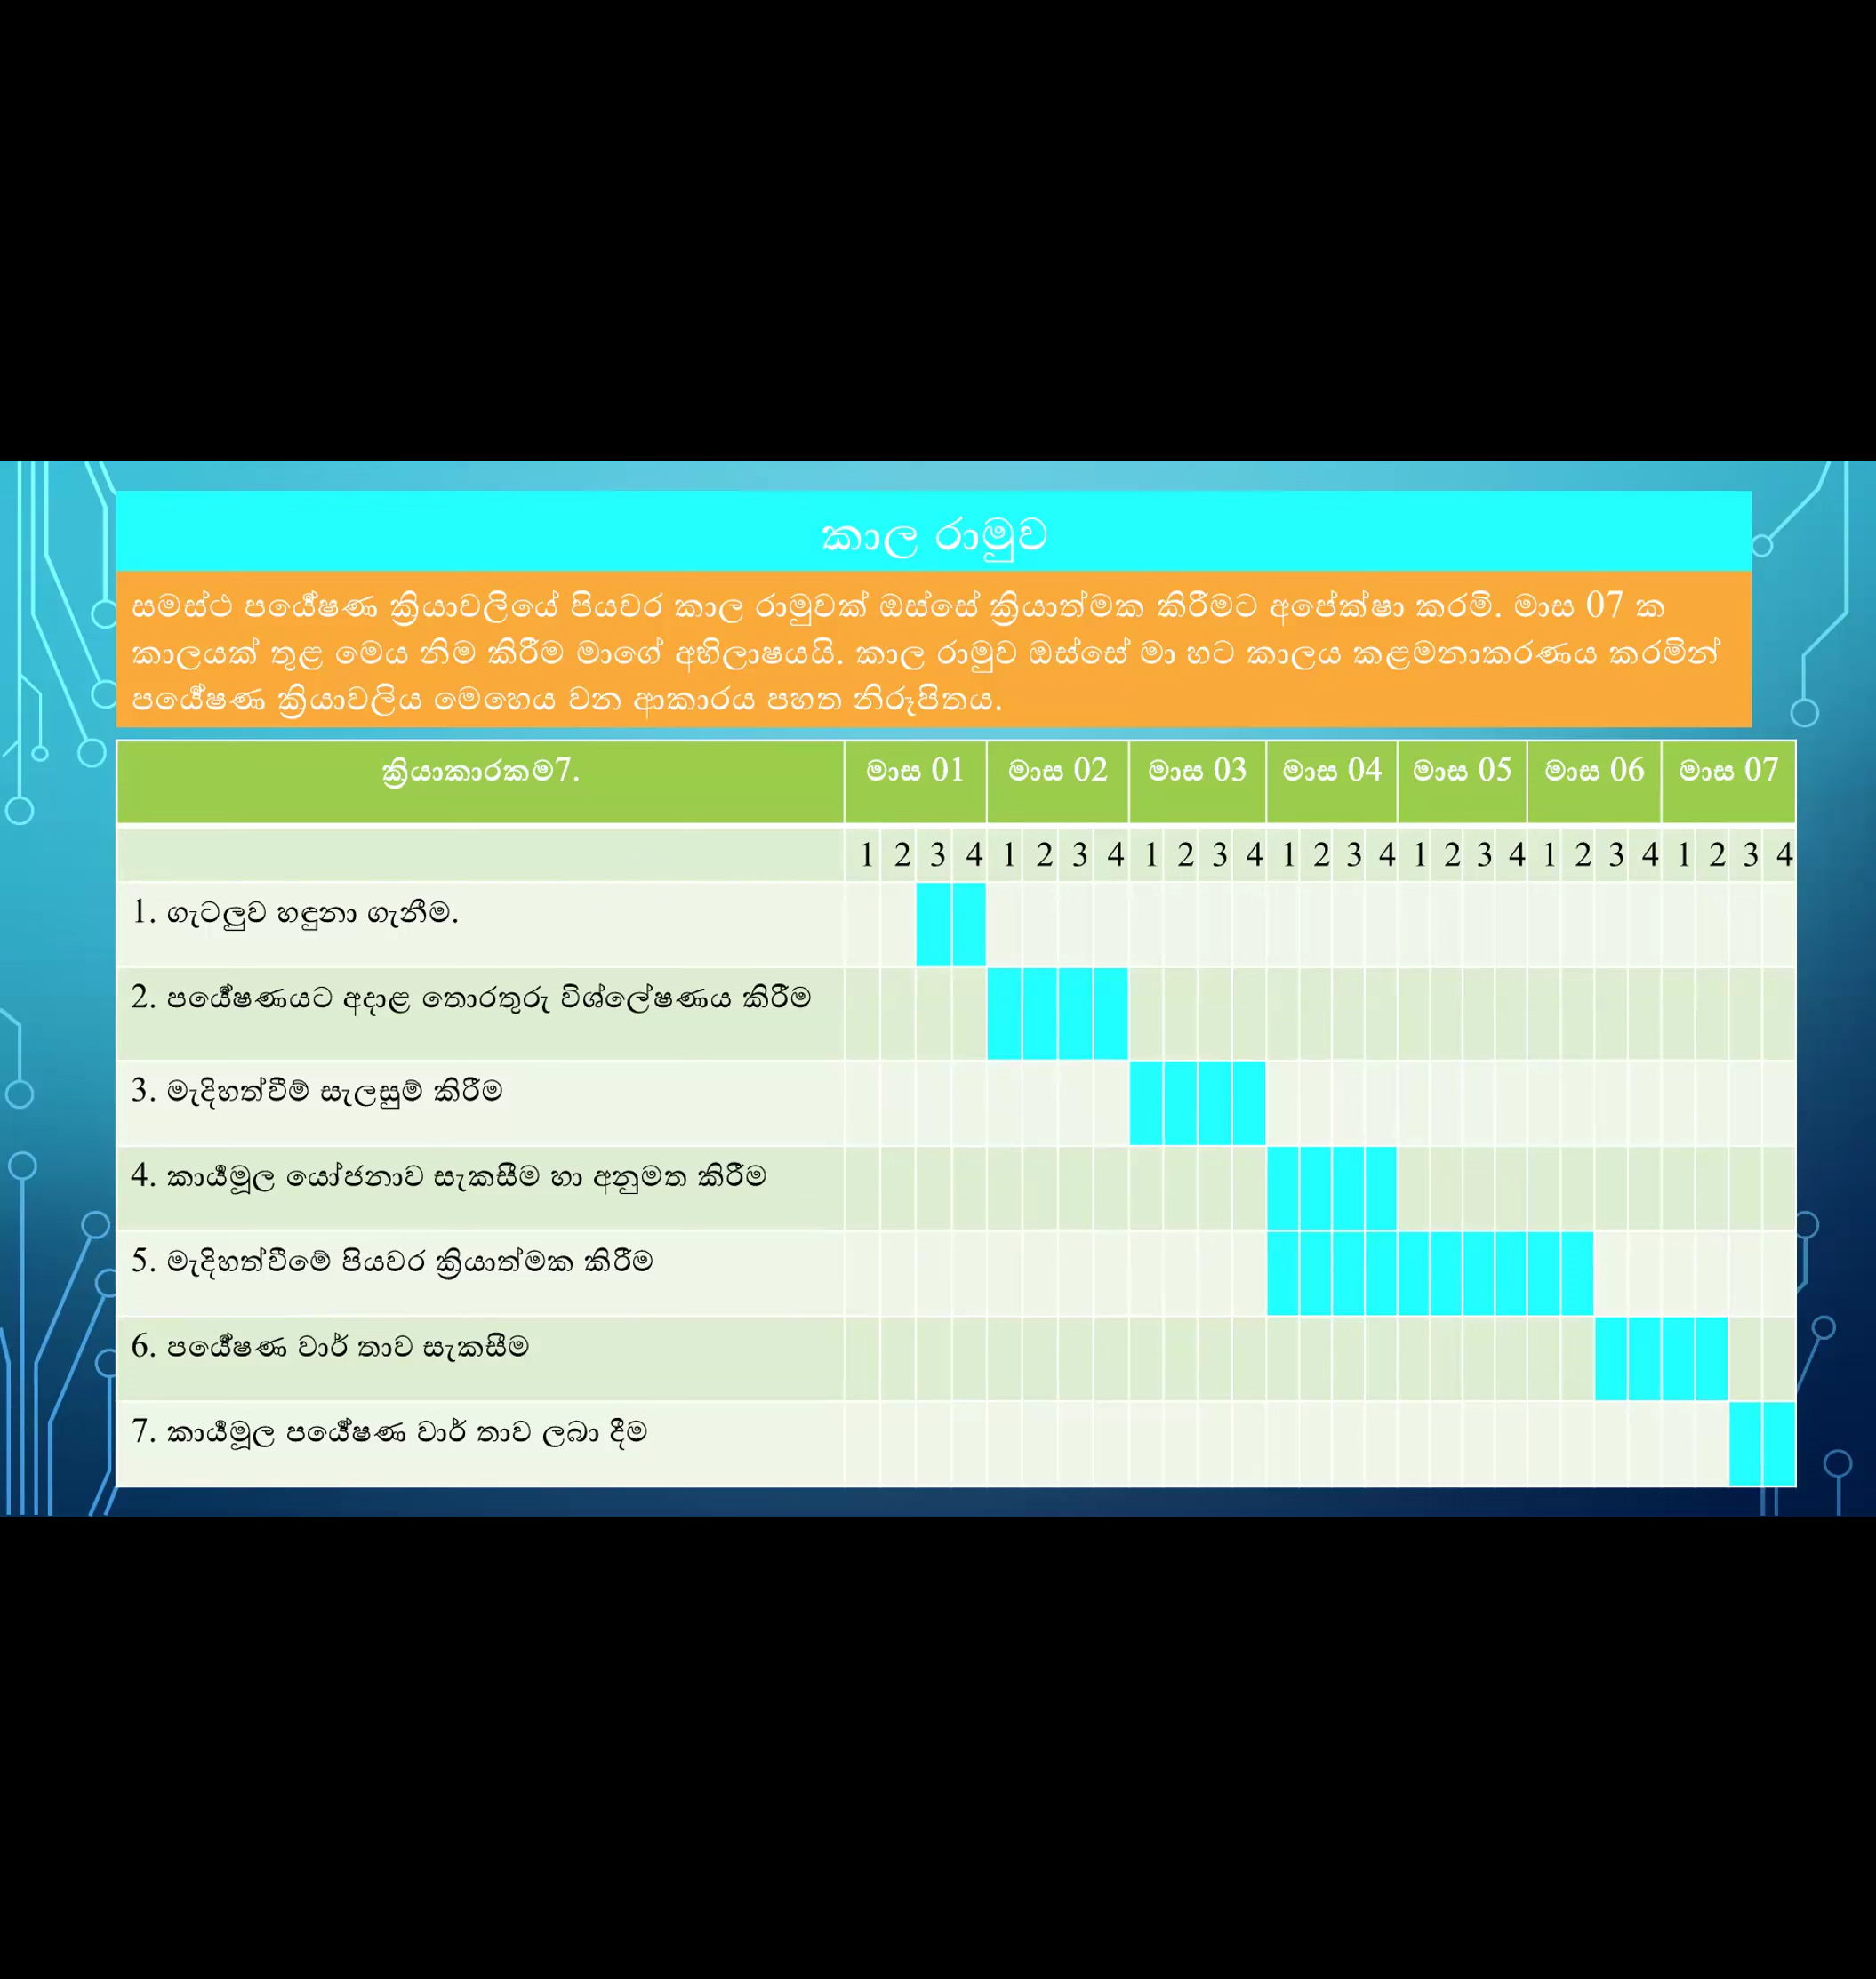 කාල රාමුව
සමස්ථ පර්යේෂණ ක්‍රියාවලියේ පියවර කාල රාමුවක් ඔස්සේ ක්‍රියාත්මක කිරීමට අපේක්ෂා කරමි. මාස 07 ක
කාලයක් තුළ මෙය නිම කිරීම මාගේ අභිලාෂයයි. කාල රාමුව ඔස්සේ මා හට කාලය කළමනාකරණය කරමින්
පර්යේෂණ ක්‍රියාවලිය මෙහෙය වන ආකාරය පහත නිරූපිතය.
ක්‍රියාකාරකම7. මාස 01 මාස 02 මාස 03 මාස 04 මාස 05 මාස 06 මාස 07
1 2 3 4 1 2 3 4 1 2 3 4 1 2 3 4 1 2 3 4 1 2 3 4 1 2 3 4
1. ගැටලුව හඳුනා ගැනීම.
2. පර්යේෂණයට අදාළ තොරතුරු විශ්ලේෂණය කිරීම
3. මැදිහත්වීම් සැලසුම් කිරීම
4. කාර්‍යමූල යෝජනාව සැකසීම හා අනුමත කිරීම
5. මැදිහත්වීමේ පියවර ක්‍රියාත්මක කිරීම
6. පර්යේෂණ වාර් තාව සැකසීම
7. කාර්‍යමූල පර්යේෂණ වාර් තාව ලබා දීම